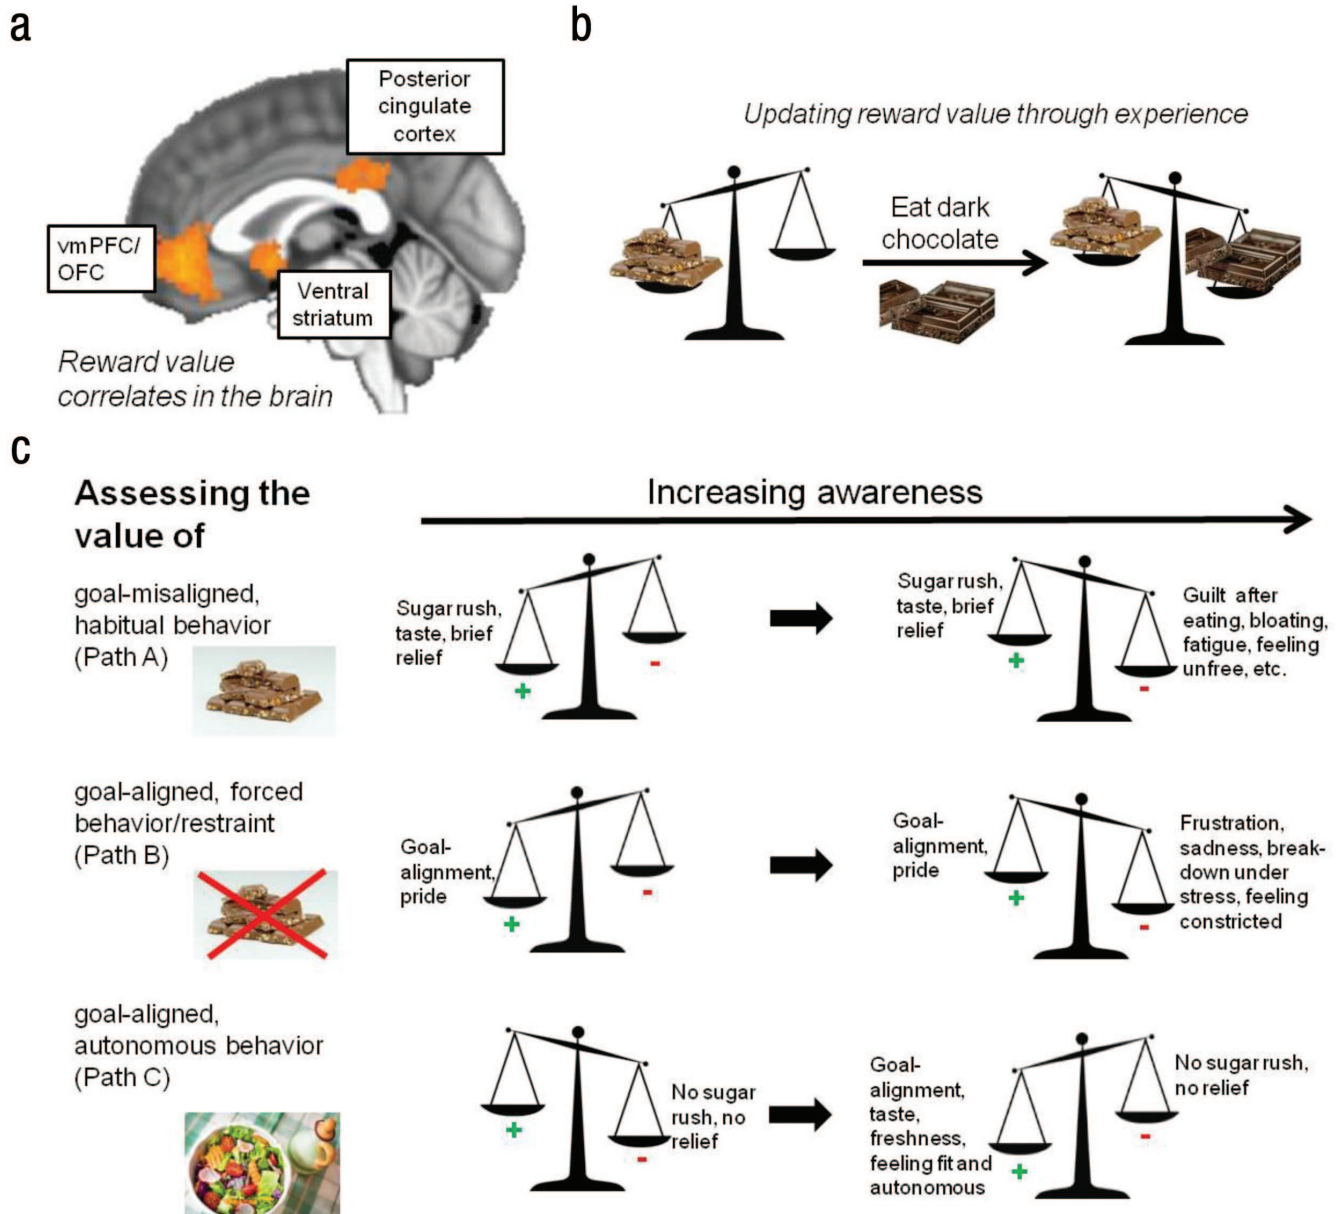 a
Posterior
cingulate
cortex
vmPFC/
OFC
Ventral
striatum
Reward value
correlates in the brain
b
Updating reward value through experience
Eat dark
chocolate
c
Assessing the
value of
Increasing awareness
goal-misaligned,
habitual behavior
(Path A)
Sugar rush,
taste, brief
relief
+
-
Sugar rush,
taste, brief
relief
+
-
Guilt after
eating, bloating,
fatigue, feeling
unfree, etc.
goal-aligned, forced
behavior/restraint
(Path B)
Goal-
alignment,
pride
+
-
Goal-
alignment,
pride
+
-
Frustration,
sadness, break-
down under
stress, feeling
constricted
goal-aligned,
autonomous behavior
(Path C)
+
-
No sugar
rush, no
relief
Goal-
alignment,
taste,
freshness,
feeling fit and
autonomous
+
-
No sugar rush,
no relief